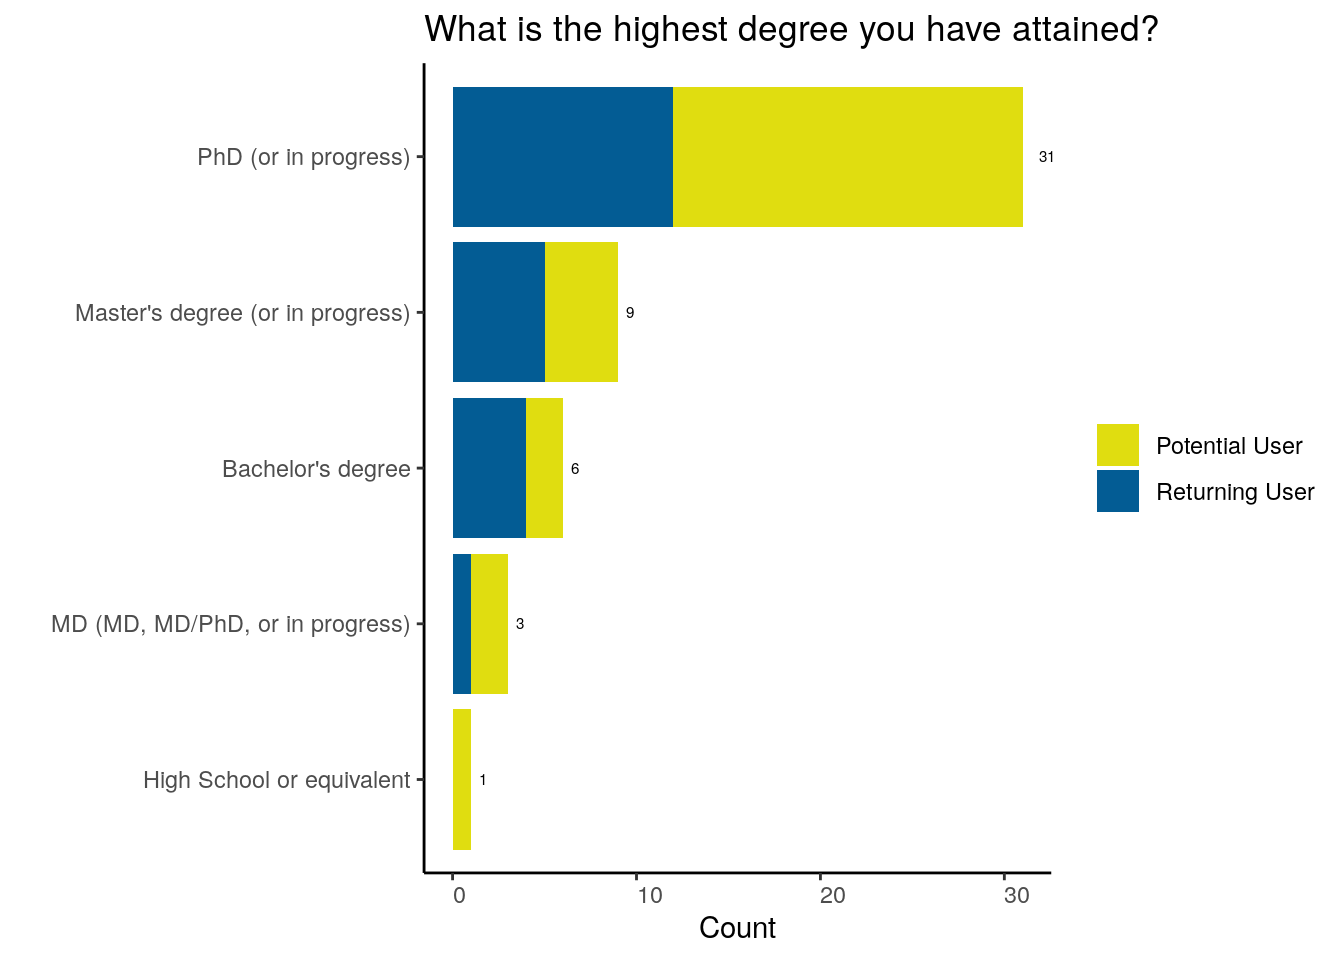 What is the highest degree you have attained?
PhD (or in progress)
31
Master's degree (or in progress)
9
Bachelor's degree
6
MD (MD, MD/PhD, or in progress)
3
High School or equivalent
1
0 10 20 30
Count
Potential User
Returning User